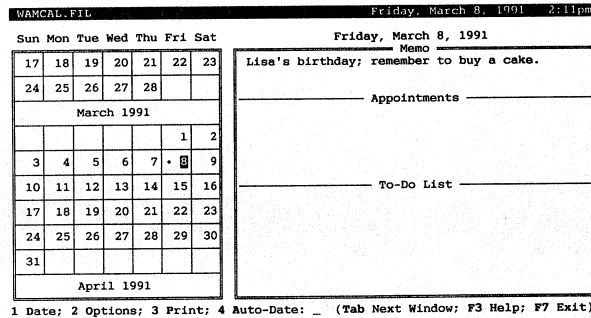 WAMCAL.FIL Friday, March 8, 1991 2:11pm
Sun Mon Tue Wed Thu Fri Sat
17 18 19 20 21 22 23
24 25 26 27 28
March 1991
1 2
3 4 5 6 7 • 8 9
10 11 12 13 14 15 16
17 18 19 20 21 22 23
24 25 26 27 28 29 30
31
April 1991
Friday, March 8, 1991
Memo
Lisa's birthday; remember to buy a cake.
Appointments
To-Do List
1 Date; 2 Options; 3 Print; 4 Auto-Date: _ (Tab Next Window; F3 Help; F7 Exit)